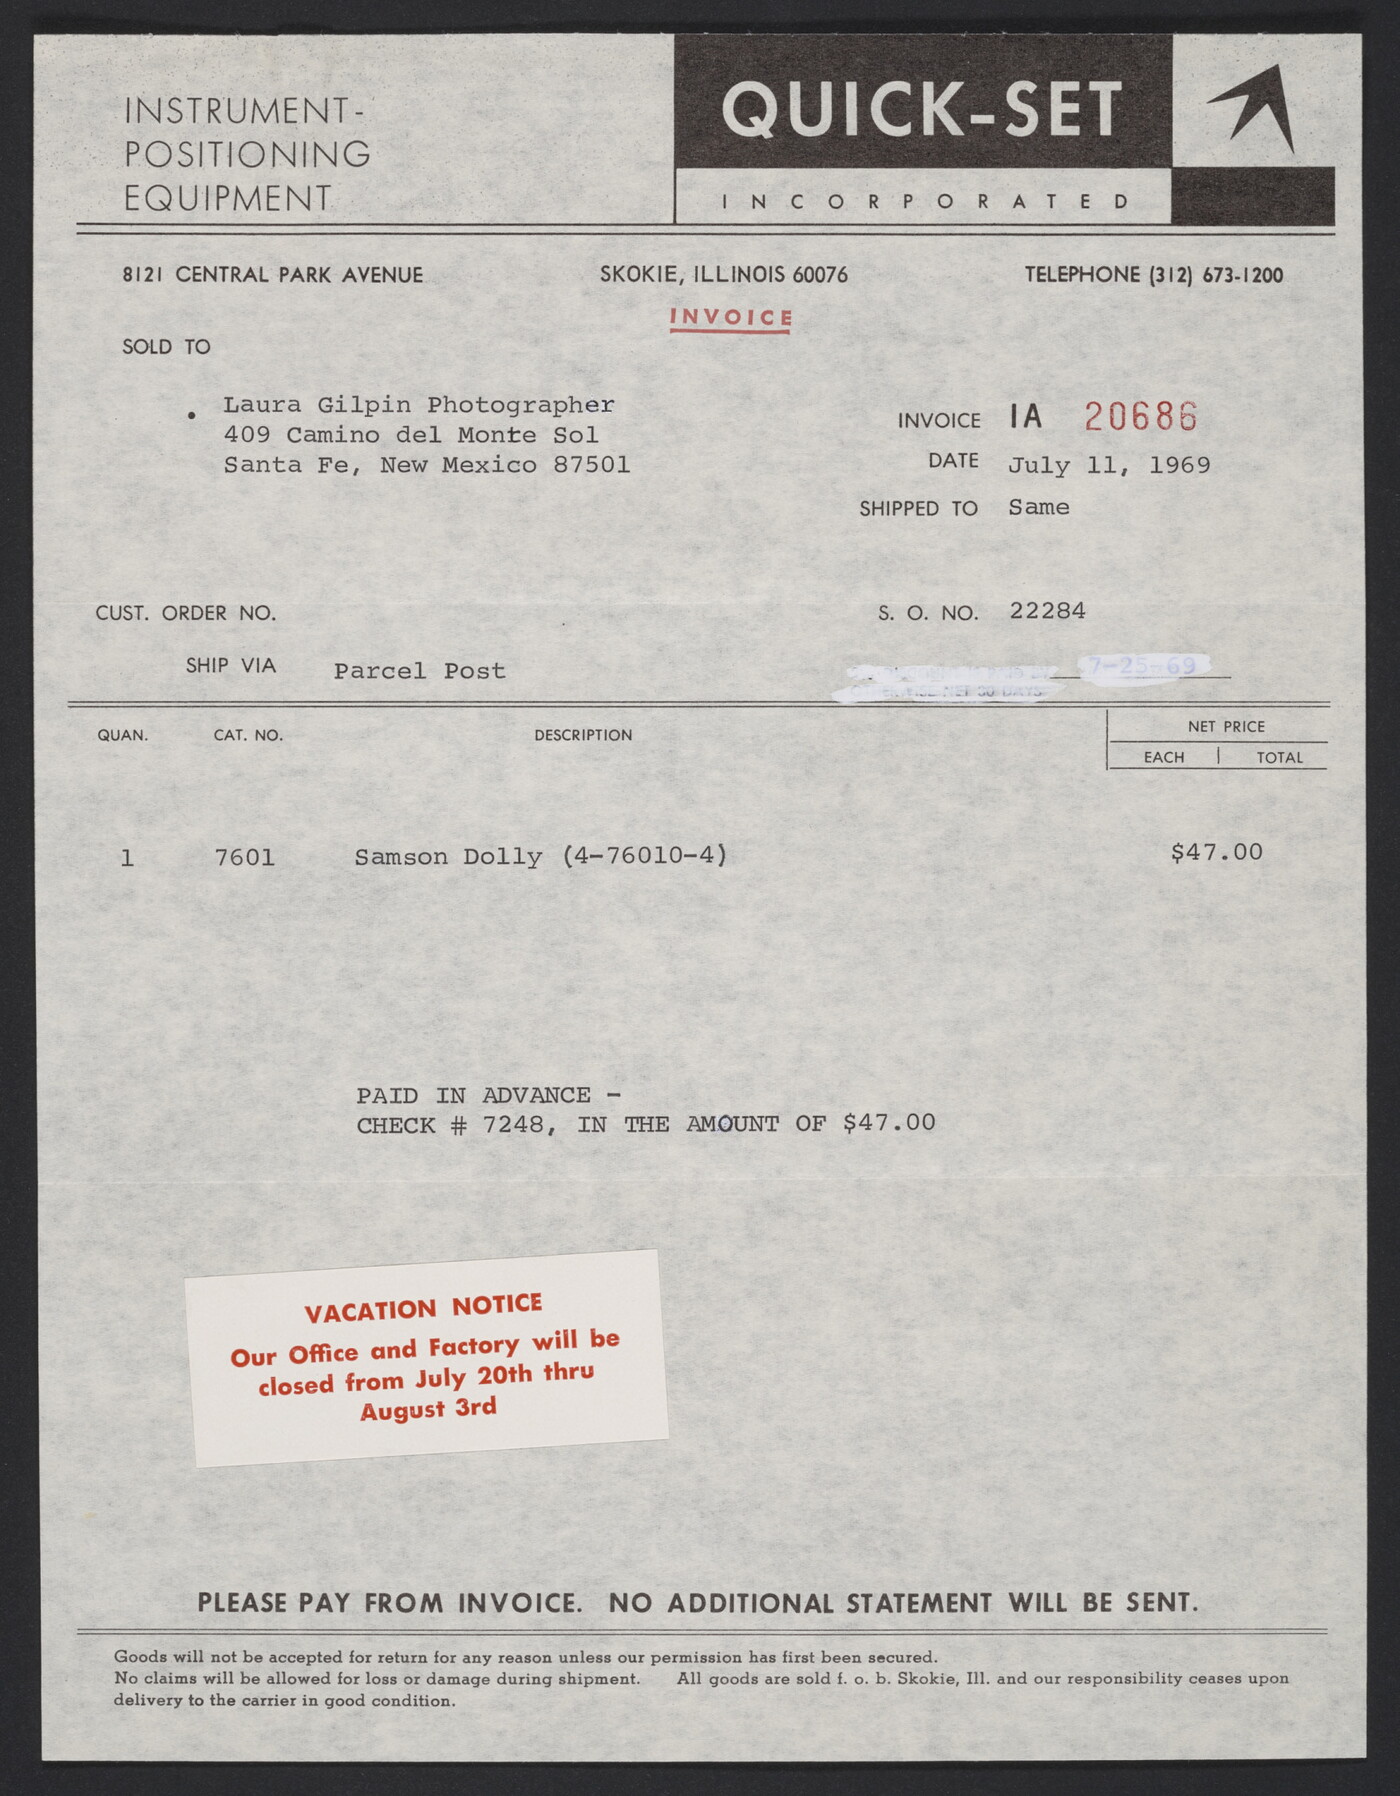 INSTRUMENT-
POSITIONING
EQUIPMENT
QUICK-SET
INCORPORATED
8121 CENTRAL PARK AVENUE SKOKIE, ILLINOIS 60076 TELEPHONE (312) 673-1200
INVOICE
SOLD TO
Laura Gilpin Photographer
409 Camino del Monte Sol
Santa Fe, New Mexico 87501
INVOICE IA 20686
DATE July 11, 1969
SHIPPED TO Same
CUST. ORDER NO. S. O. NO. 22284
SHIP VIA Parcel Post 7-25-69
NET 30 DAYS
QUAN. CAT. NO. DESCRIPTION NET PRICE
EACH TOTAL
1 7601 Samson Dolly (4-76010-4) $47.00
PAID IN ADVANCE -
CHECK # 7248, IN THE AMOUNT OF $47.00
VACATION NOTICE
Our Office and Factory will be
closed from July 20th thru
August 3rd
PLEASE PAY FROM INVOICE. NO ADDITIONAL STATEMENT WILL BE SENT.
Goods will not be accepted for return for any reason unless our permission has first been secured.
No claims will be allowed for loss or damage during shipment. All goods are sold f. o. b. Skokie, Ill. and our responsibility ceases upon
delivery to the carrier in good condition.